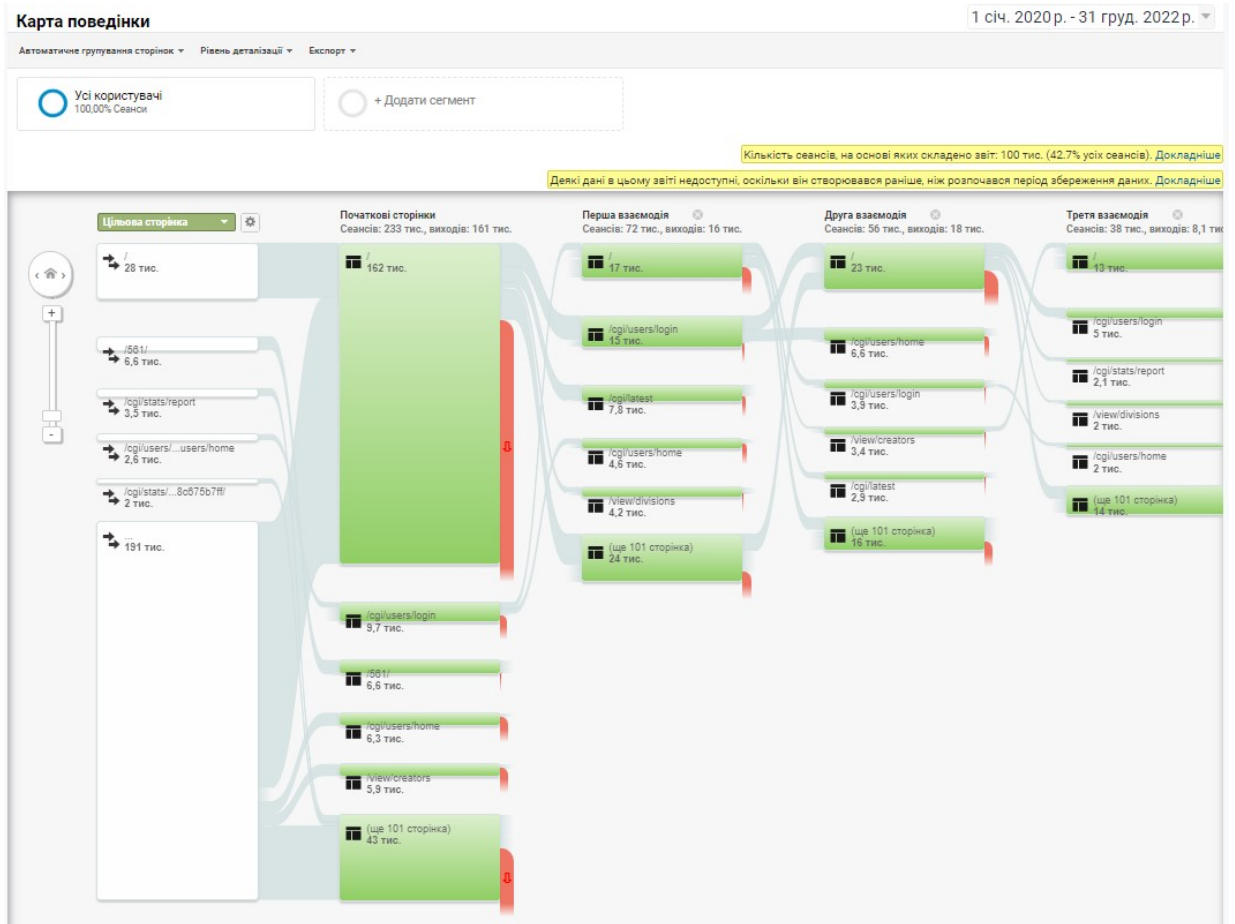 Карта поведінки
1 січ. 2020 р. - 31 груд. 2022 р.
Автоматичне групування сторінок Рівень деталізації Експорт
Усі користувачі
100,00% Сеанси
+ Додати сегмент
Кількість сеансів, на основі яких складено звіт: 100 тис. (42.7% усіх сеансів). Докладніше
Деякі дані в цьому звіті недоступні, оскільки він створювався раніше, ніж розпочався період збереження даних. Докладніше
Цільова сторінка
/
28 тис.
/561/
6,6 тис.
/cgi/stats/report
3,5 тис.
/cgi/users/...users/home
2,6 тис.
/cgi/stats/...8c675b7ff/
2 тис.
...
191 тис.
Початкові сторінки
Сеансів: 233 тис., виходів: 161 тис.
/
162 тис.
/cgi/users/login
9,7 тис.
/561/
6,6 тис.
/cgi/users/home
6,3 тис.
/view/creators
5,9 тис.
(ще 101 сторінка)
43 тис.
Перша взаємодія
Сеансів: 72 тис., виходів: 16 тис.
/
17 тис.
/cgi/users/login
15 тис.
/cgi/latest
7,8 тис.
/cgi/users/home
4,6 тис.
/view/divisions
4,2 тис.
(ще 101 сторінка)
24 тис.
Друга взаємодія
Сеансів: 56 тис., виходів: 18 тис.
/
23 тис.
/cgi/users/home
6,6 тис.
/cgi/users/login
3,9 тис.
/view/creators
3,4 тис.
/cgi/latest
2,9 тис.
(ще 101 сторінка)
16 тис.
Третя взаємодія
Сеансів: 38 тис., виходів: 8,1 тис
/
13 тис.
/cgi/users/login
5 тис.
/cgi/stats/report
2,1 тис.
/view/divisions
2 тис.
/cgi/users/home
2 тис.
(ще 101 сторінка)
14 тис.